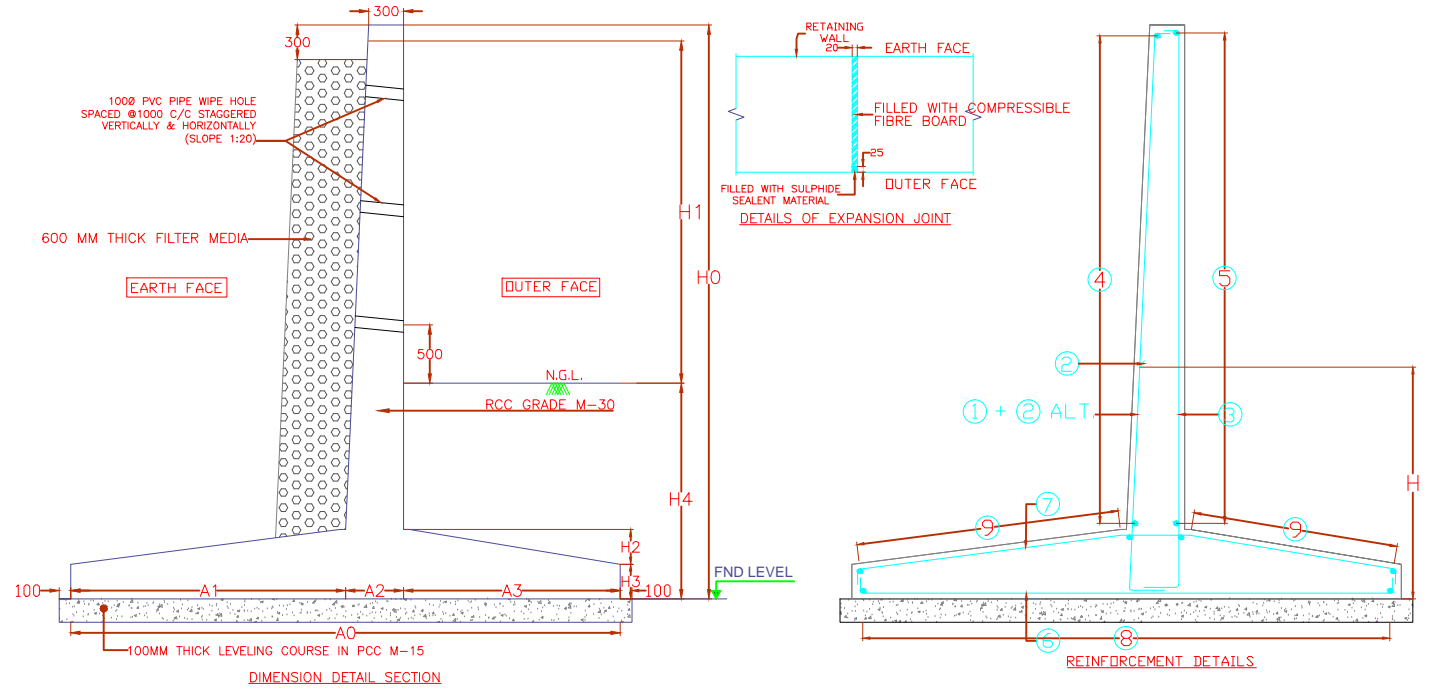 300
300
100Ø PVC PIPE WIPE HOLE
SPACED @1000 C/C STAGGERED
VERTICALLY & HORIZONTALLY
(SLOPE 1:20)
600 MM THICK FILTER MEDIA
EARTH FACE
OUTER FACE
H1
H0
500
N.G.L.
RCC GRADE M-30
H4
H2
H3
100
A1
A2
A3
100
FND LEVEL
A0
100MM THICK LEVELING COURSE IN PCC M-15
DIMENSION DETAIL SECTION
RETAINING
WALL
20
EARTH FACE
FILLED WITH COMPRESSIBLE
FIBRE BOARD
25
OUTER FACE
FILLED WITH SULPHIDE
SEALENT MATERIAL
DETAILS OF EXPANSION JOINT
4
5
2
1 + 2 ALT.
3
H
7
9
9
6
8
REINFORCEMENT DETAILS